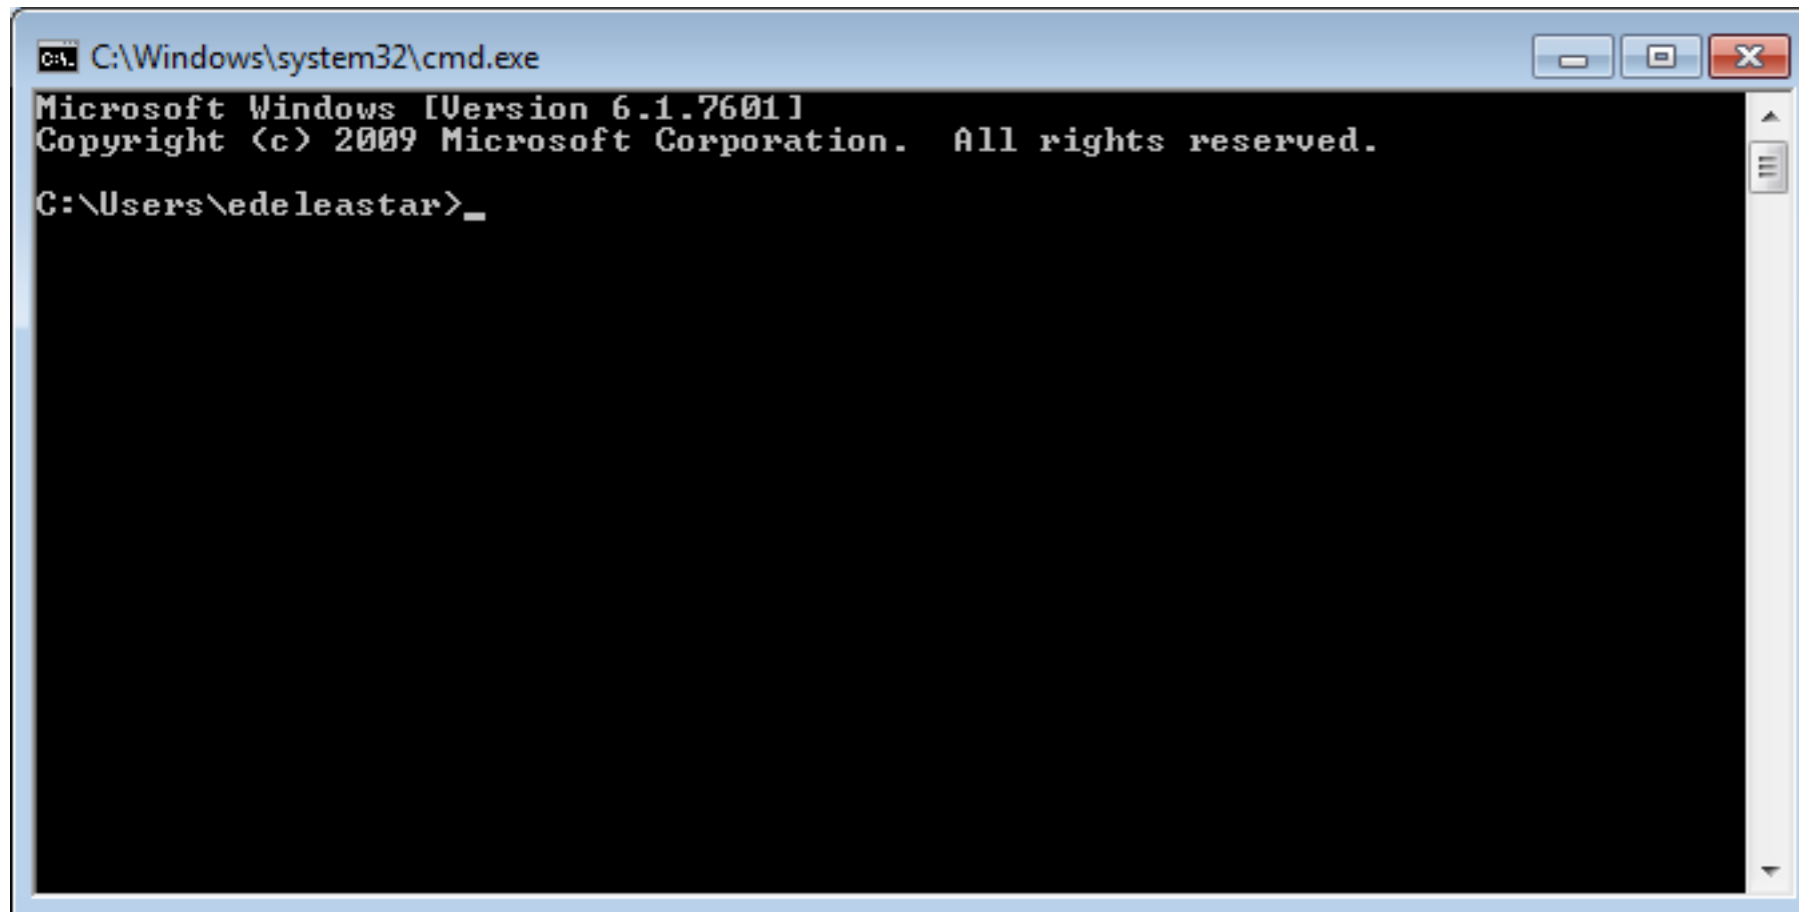 C:\Windows\system32\cmd.exe
Microsoft Windows [Version 6.1.7601]
Copyright (c) 2009 Microsoft Corporation.  All rights reserved.
C:\Users\edeleastar>_